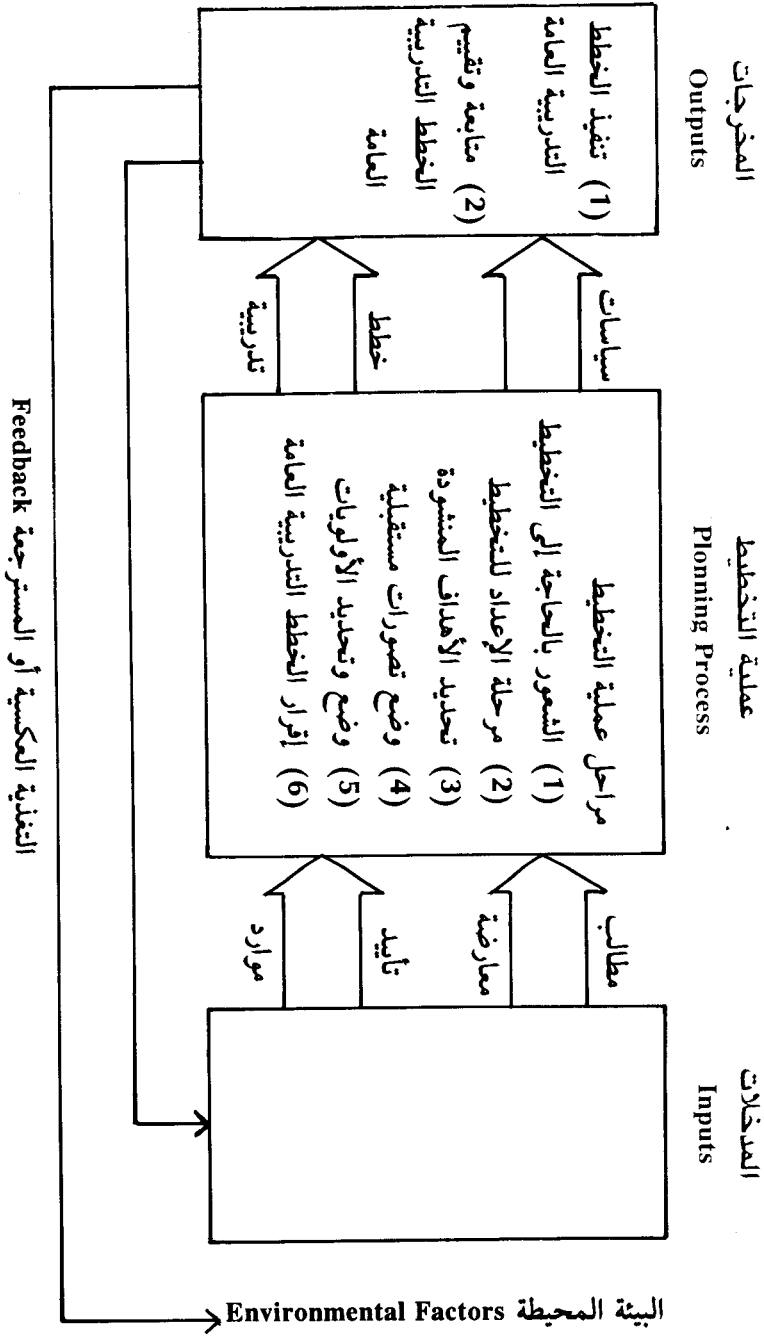 المدخلات
Inputs
مطالب
معارضة
تأييد
موارد
عملية التخطيط
Plonning Process
مراحل عملية التخطيط
(1) الشعور بالحاجة إلى التخطيط
(2) مرحلة الإعداد للتخطيط
(3) تحديد الأهداف المنشودة
(4) وضع تصورات مستقبلية
(5) وضع وتحديد الأولويات
(6) إقرار الخطط التدريبية العامة
سياسات
خطط
تدريبية
المخرجات
Outputs
(1) تنفيذ الخطط
التدريبية العامة
(2) متابعة وتقييم
الخطط التدريبية
العامة
التغذية العكسية أو المسترجعة Feedback
البيئة المحيطة Environmental Factors